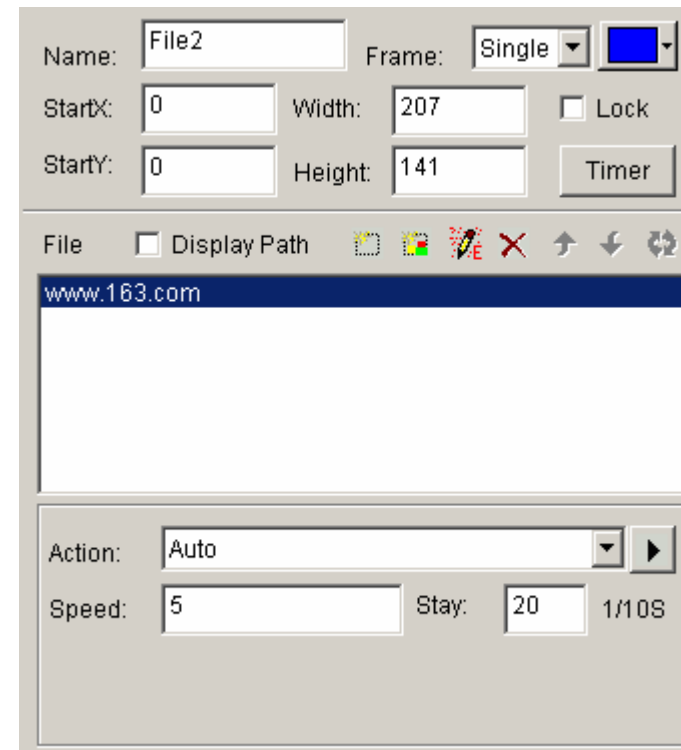 Name: File2 Frame: Single
StartX: 0 Width: 207 Lock
StartY: 0 Height: 141 Timer
File Display Path E
www.163.com
Action: Auto
Speed: 5 Stay: 20 1/10S